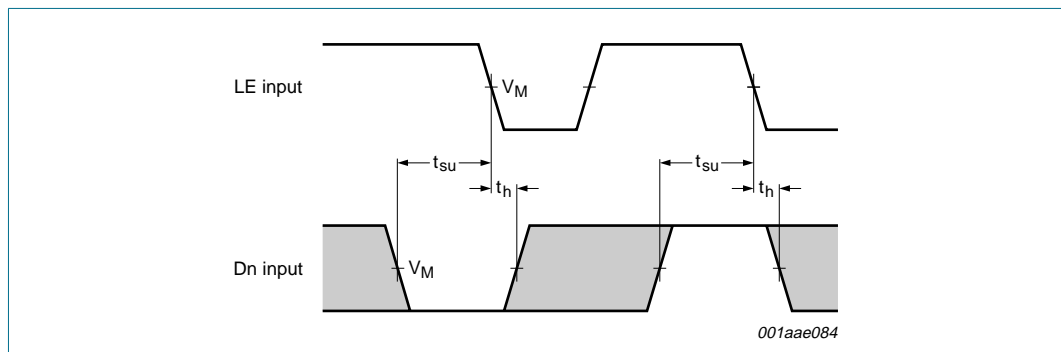 LE input
VM
tsu
tsu
th
th
Dn input
VM
001aae084